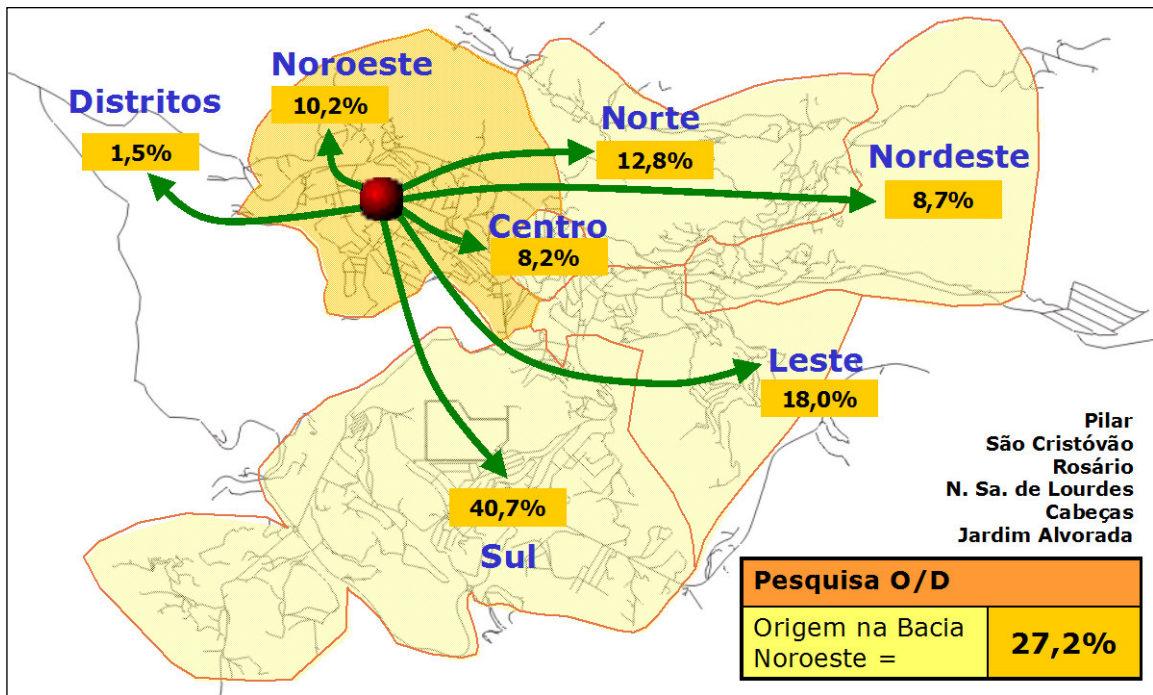 Noroeste
10,2%
Distritos
1,5%
Norte
12,8%
Nordeste
8,7%
Centro
8,2%
Leste
18,0%
40,7%
Sul
Pilar
São Cristóvão
Rosário
N. Sa. de Lourdes
Cabeças
Jardim Alvorada
Pesquisa O/D
Origem na Bacia
Noroeste =
27,2%